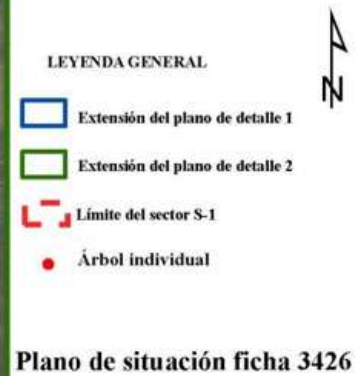 N
LEYENDA GENERAL
Extensión del plano de detalle 1
Extensión del plano de detalle 2
Límite del sector S-1
Árbol individual
Plano de situación ficha 3426